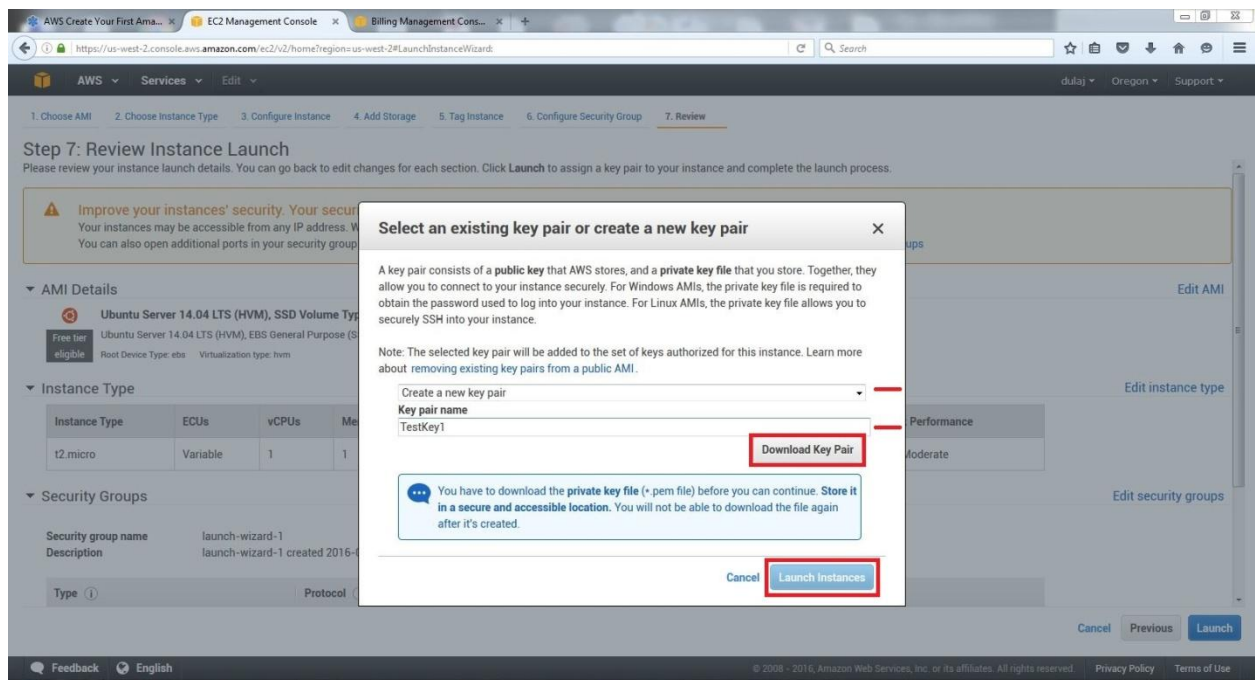 AWS Create Your First Ama...
EC2 Management Console
Billing Management Cons...
https://us-west-2.console.aws.amazon.com/ec2/v2/home?region=us-west-2#LaunchInstanceWizard:
Search
AWS
Services
Edit
dulaj
Oregon
Support
1. Choose AMI
2. Choose Instance Type
3. Configure Instance
4. Add Storage
5. Tag Instance
6. Configure Security Group
7. Review
Step 7: Review Instance Launch
Please review your instance launch details. You can go back to edit changes for each section. Click Launch to assign a key pair to your instance and complete the launch process.
Improve your instances' security. Your secur
Your instances may be accessible from any IP address. W
You can also open additional ports in your security group
ups
AMI Details
Edit AMI
Ubuntu Server 14.04 LTS (HVM), SSD Volume Typ
Free tier
eligible
Ubuntu Server 14.04 LTS (HVM), EBS General Purpose (S
Root Device Type: ebs Virtualization type: hvm
Instance Type
Edit instance type
Instance Type
ECUs
vCPUs
Me
Performance
t2.micro
Variable
1
1
Moderate
Security Groups
Edit security groups
Security group name
launch-wizard-1
Description
launch-wizard-1 created 2016-0
Type
Protocol
Select an existing key pair or create a new key pair
A key pair consists of a public key that AWS stores, and a private key file that you store. Together, they
allow you to connect to your instance securely. For Windows AMIs, the private key file is required to
obtain the password used to log into your instance. For Linux AMIs, the private key file allows you to
securely SSH into your instance.
Note: The selected key pair will be added to the set of keys authorized for this instance. Learn more
about removing existing key pairs from a public AMI.
Create a new key pair
Key pair name
TestKey1
Download Key Pair
You have to download the private key file (*.pem file) before you can continue. Store it
in a secure and accessible location. You will not be able to download the file again
after it's created.
Cancel
Launch Instances
Cancel
Previous
Launch
Feedback
English
© 2008 - 2016, Amazon Web Services, Inc. or its affiliates. All rights reserved.
Privacy Policy
Terms of Use